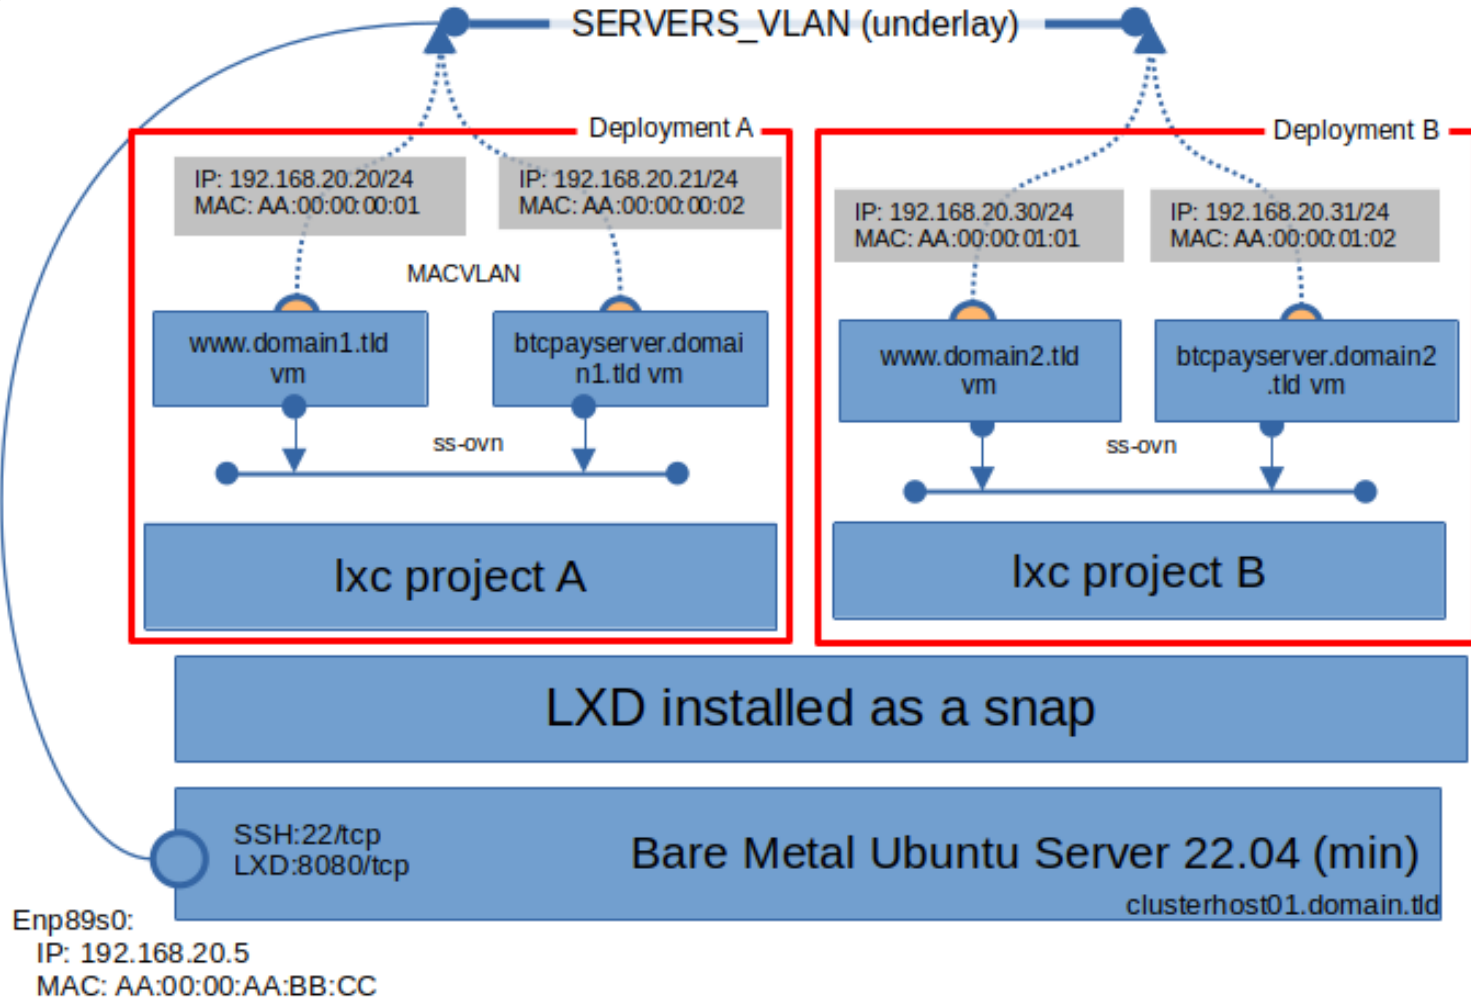 SERVERS_VLAN (underlay)
Deployment A
IP: 192.168.20.20/24
MAC: AA:00:00:00:01
IP: 192.168.20.21/24
MAC: AA:00:00:00:02
MACVLAN
www.domain1.tld
vm
btcpayserver.domai
n1.tld vm
ss-ovn
lxc project A
Deployment B
IP: 192.168.20.30/24
MAC: AA:00:00:01:01
IP: 192.168.20.31/24
MAC: AA:00:00:01:02
www.domain2.tld
vm
btcpayserver.domain2
.tld vm
ss-ovn
lxc project B
LXD installed as a snap
SSH:22/tcp
LXD:8080/tcp
Bare Metal Ubuntu Server 22.04 (min)
clusterhost01.domain.tld
Enp89s0:
IP: 192.168.20.5
MAC: AA:00:00:AA:BB:CC